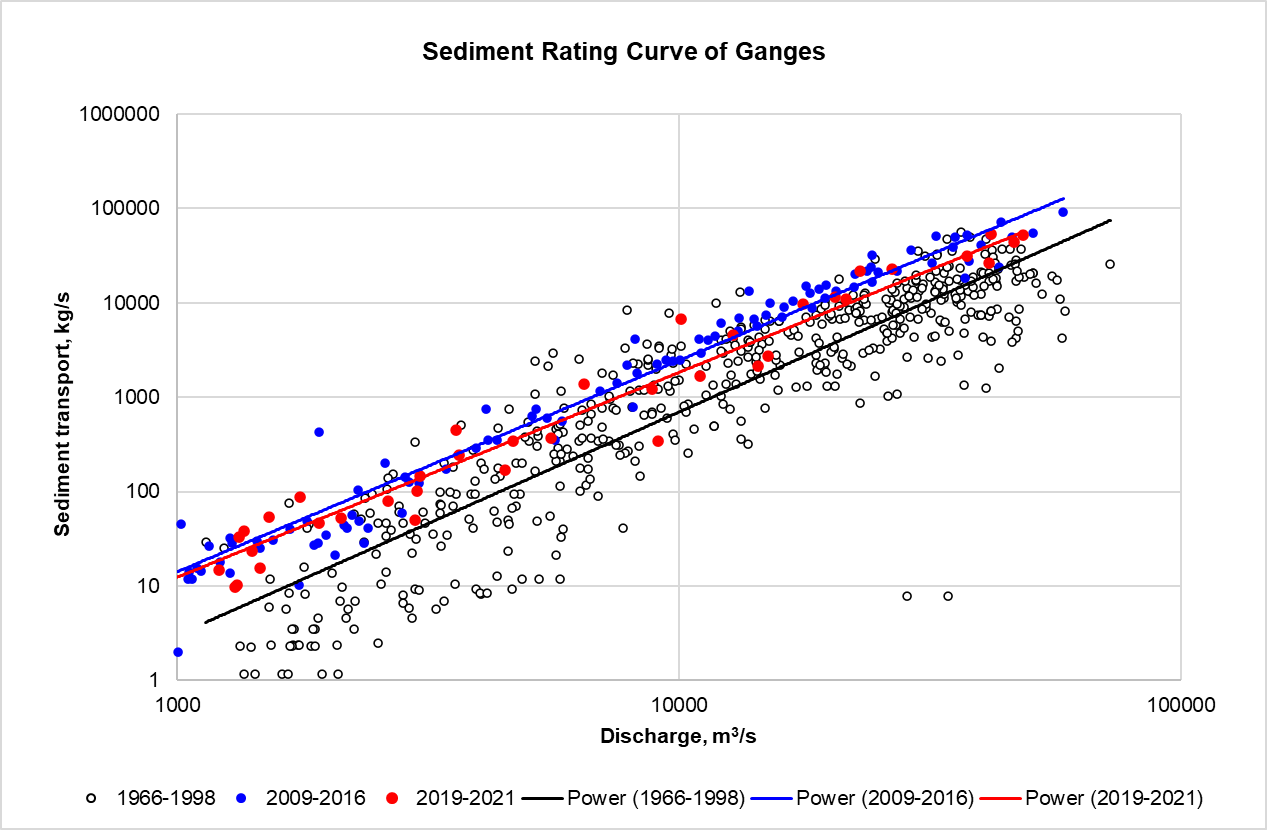 Sediment Rating Curve of Ganges
1000000
100000
10000
1000
100
10
1
Sediment transport, kg/s
1000 10000 100000
Discharge, m³/s
1966-1998 2009-2016 2019-2021 Power (1966-1998) Power (2009-2016) Power (2019-2021)